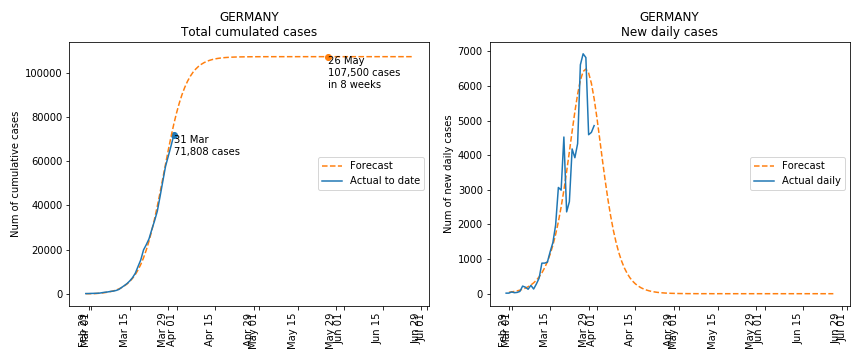 GERMANY
Total cumulated cases
Num of cumulative cases
100000
80000
60000
40000
20000
0
26 May
107,500 cases
in 8 weeks
31 Mar
71,808 cases
Forecast
Actual to date
Feb 29
Mar 01
Mar 15
Mar 29
Apr 01
Apr 15
Apr 29
May 01
May 15
May 29
Jun 01
Jun 15
Jun 29
Jul 01
GERMANY
New daily cases
Num of new daily cases
7000
6000
5000
4000
3000
2000
1000
0
Forecast
Actual daily
Feb 29
Mar 01
Mar 15
Mar 29
Apr 01
Apr 15
Apr 29
May 01
May 15
May 29
Jun 01
Jun 15
Jun 29
Jul 01